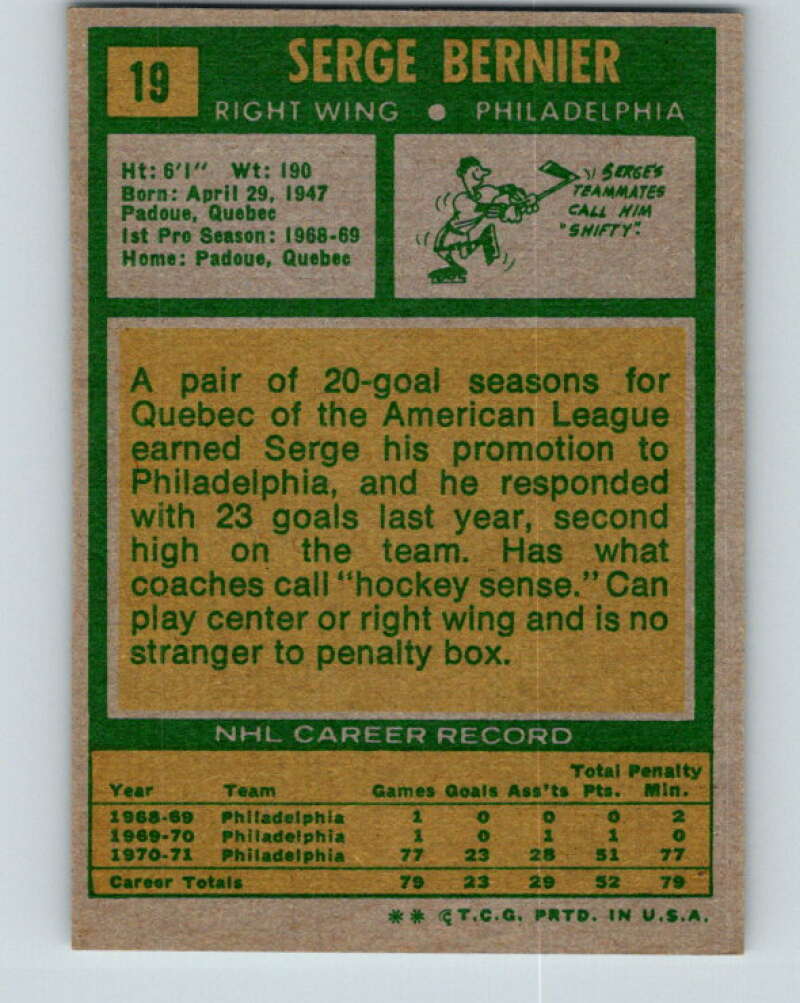 19
SERGE BERNIER
RIGHT WING ● PHILADELPHIA
Ht: 6'1" Wt: 190
Born: April 29, 1947
Padoue, Quebec
1st Pro Season: 1968-69
Home: Padoue, Quebec
SERGE'S
TEAMMATES
CALL HIM
"SHIFTY".
A pair of 20-goal seasons for
Quebec of the American League
earned Serge his promotion to
Philadelphia, and he responded
with 23 goals last year, second
high on the team. Has what
coaches call "hockey sense." Can
play center or right wing and is no
stranger to penalty box.
NHL CAREER RECORD
Total Penalty
Year Team Games Goals Ass'ts Pts. Min.
1968-69 Philadelphia 1 0 0 0 2
1969-70 Philadelphia 1 0 1 1 0
1970-71 Philadelphia 77 23 28 51 77
Career Totals 79 23 29 52 79
** © T.C.G. PRTD. IN U.S.A.